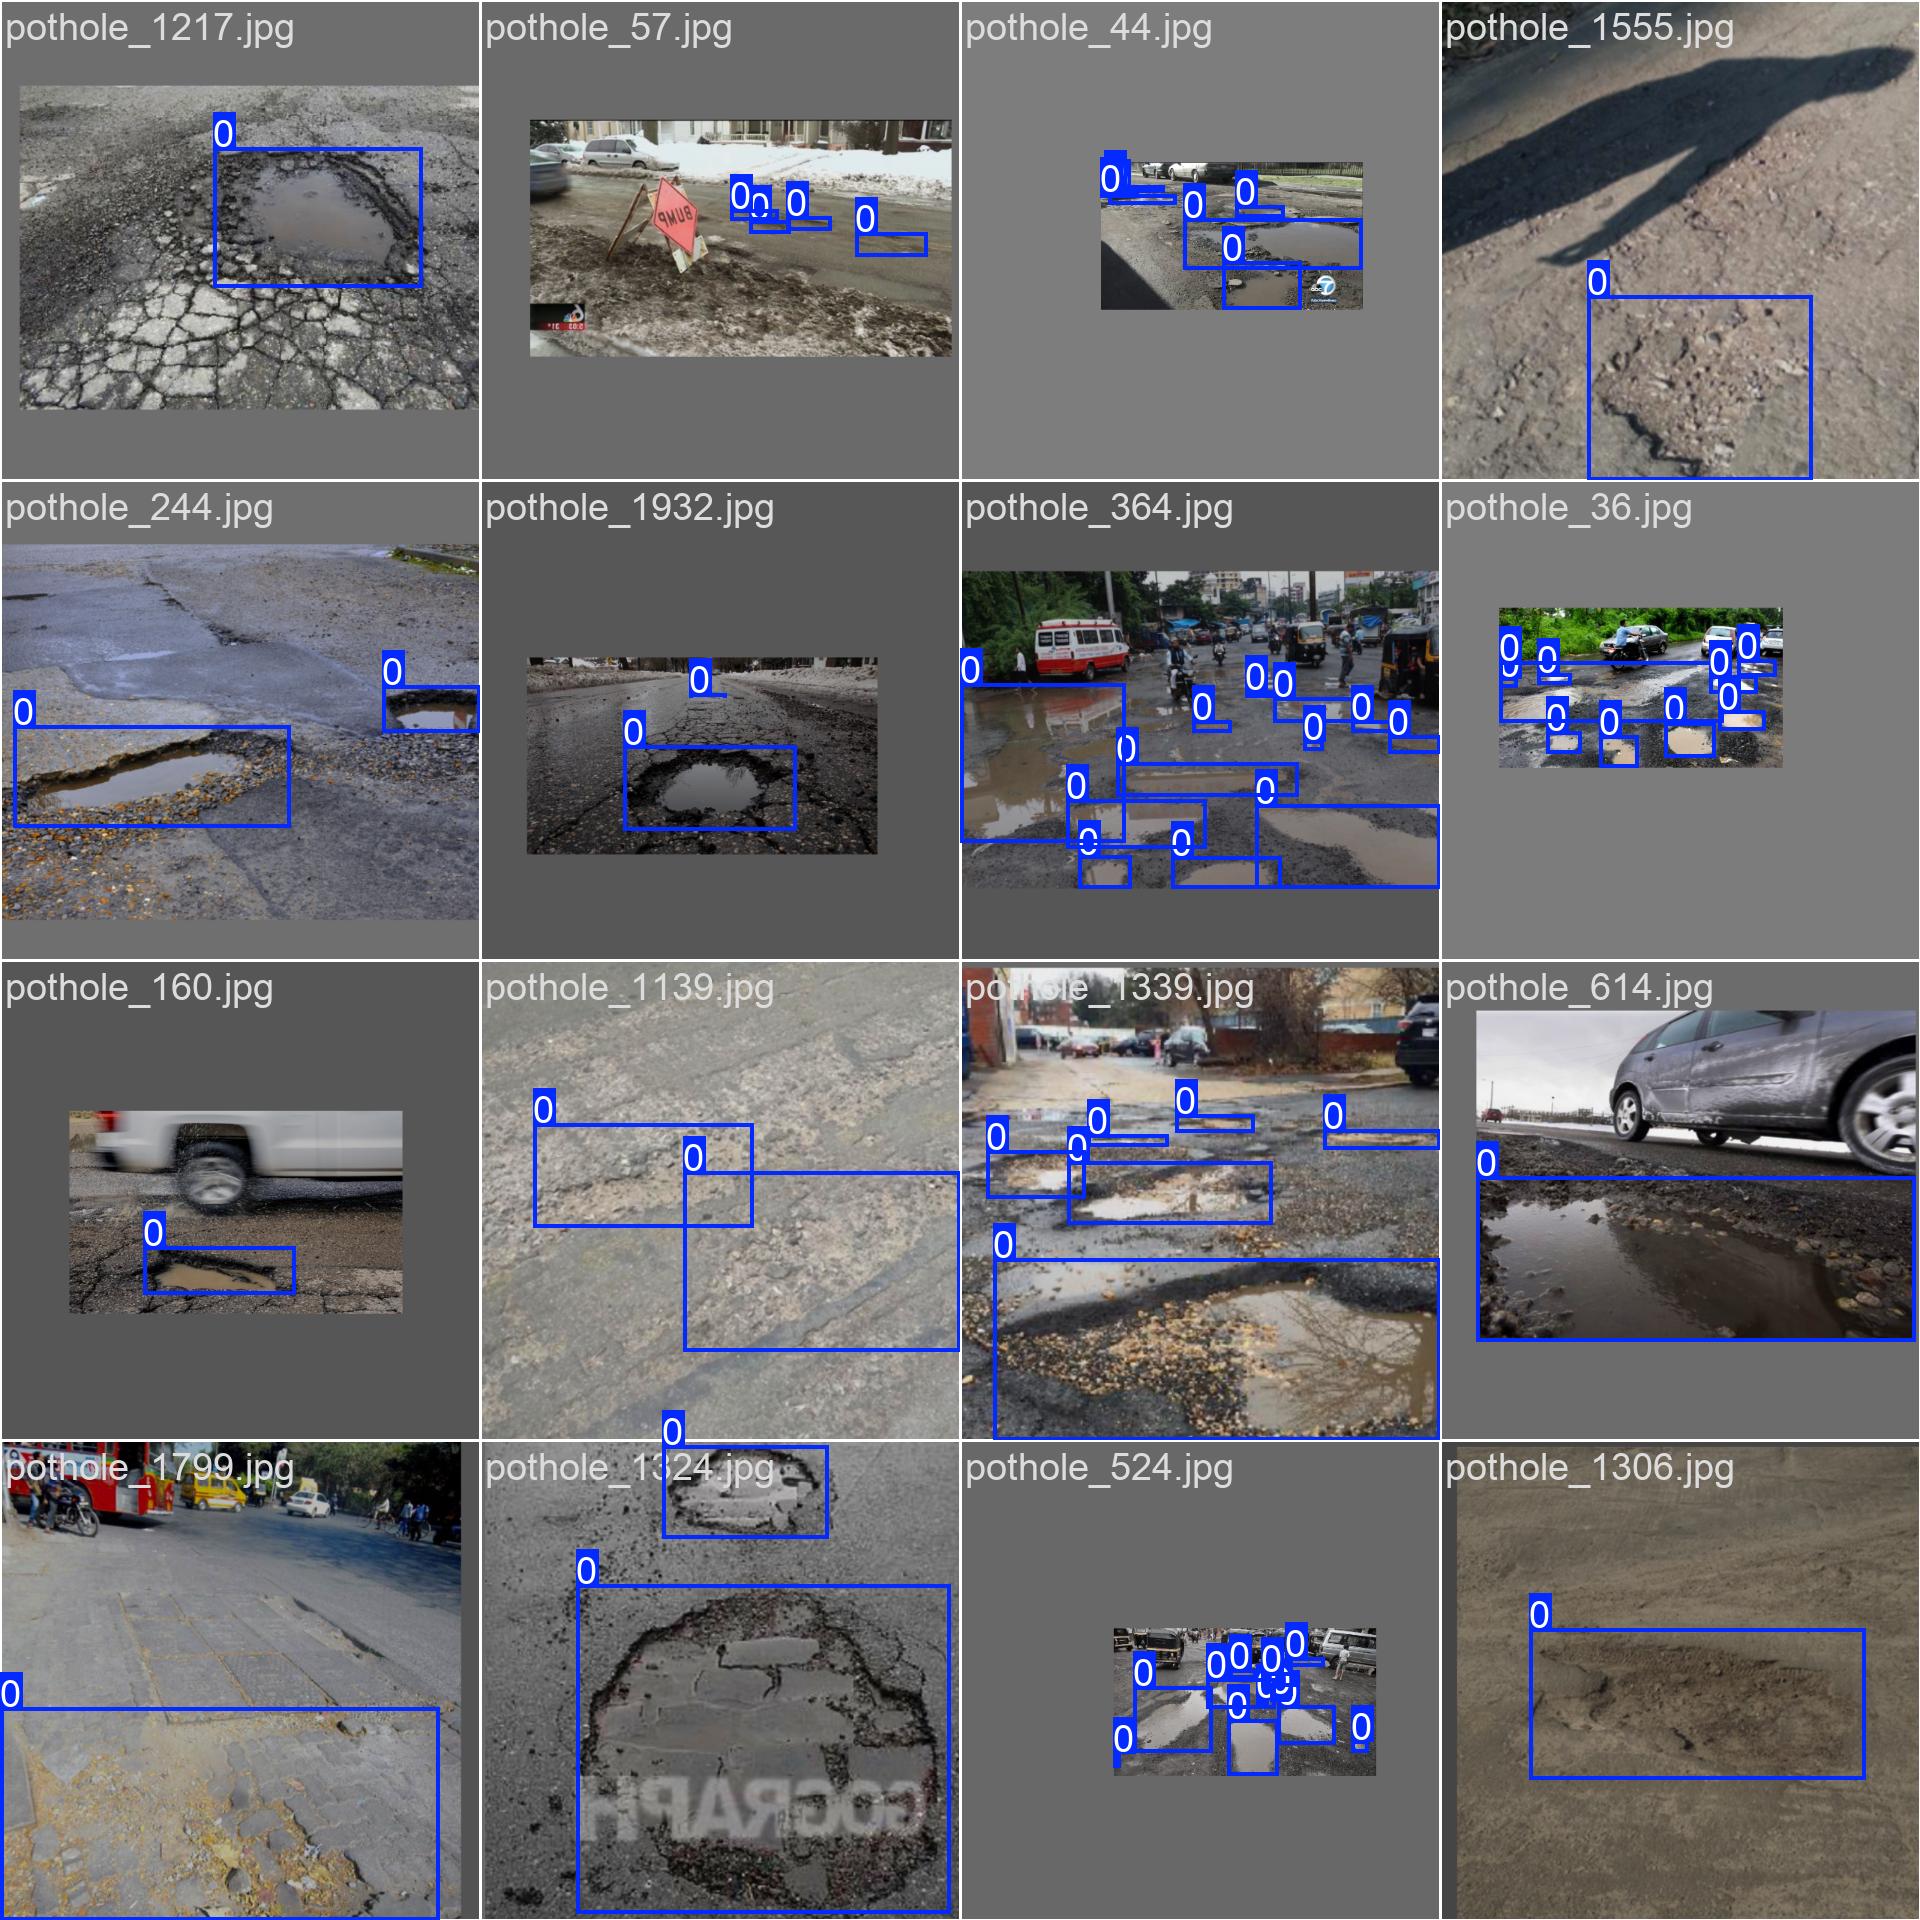 pothole_1217.jpg
0
pothole_57.jpg
0 0 0 0
BUMP
pothole_44.jpg
0 0 0
0
abc7
pothole_1555.jpg
0
pothole_244.jpg
0
0
pothole_1932.jpg
0
0
pothole_364.jpg
0 0 0
0 0 0 0
0
0 0
0 0
pothole_36.jpg
0 0 0 0
0
0 0 0 0
pothole_160.jpg
0
pothole_1139.jpg
0
0
pothole_1339.jpg
0
0 0
0 0
0
pothole_614.jpg
0
pothole_1799.jpg
0
pothole_1324.jpg
0
0
GOGRAPH
pothole_524.jpg
0
0 0 0
0 0 0
0
0 0
pothole_1306.jpg
0